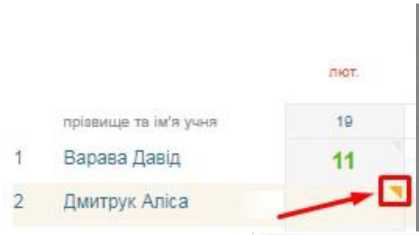 лют.
прізвище та ім'я учня 19
1 Варава Давід 11
2 Дмитрук Аліса